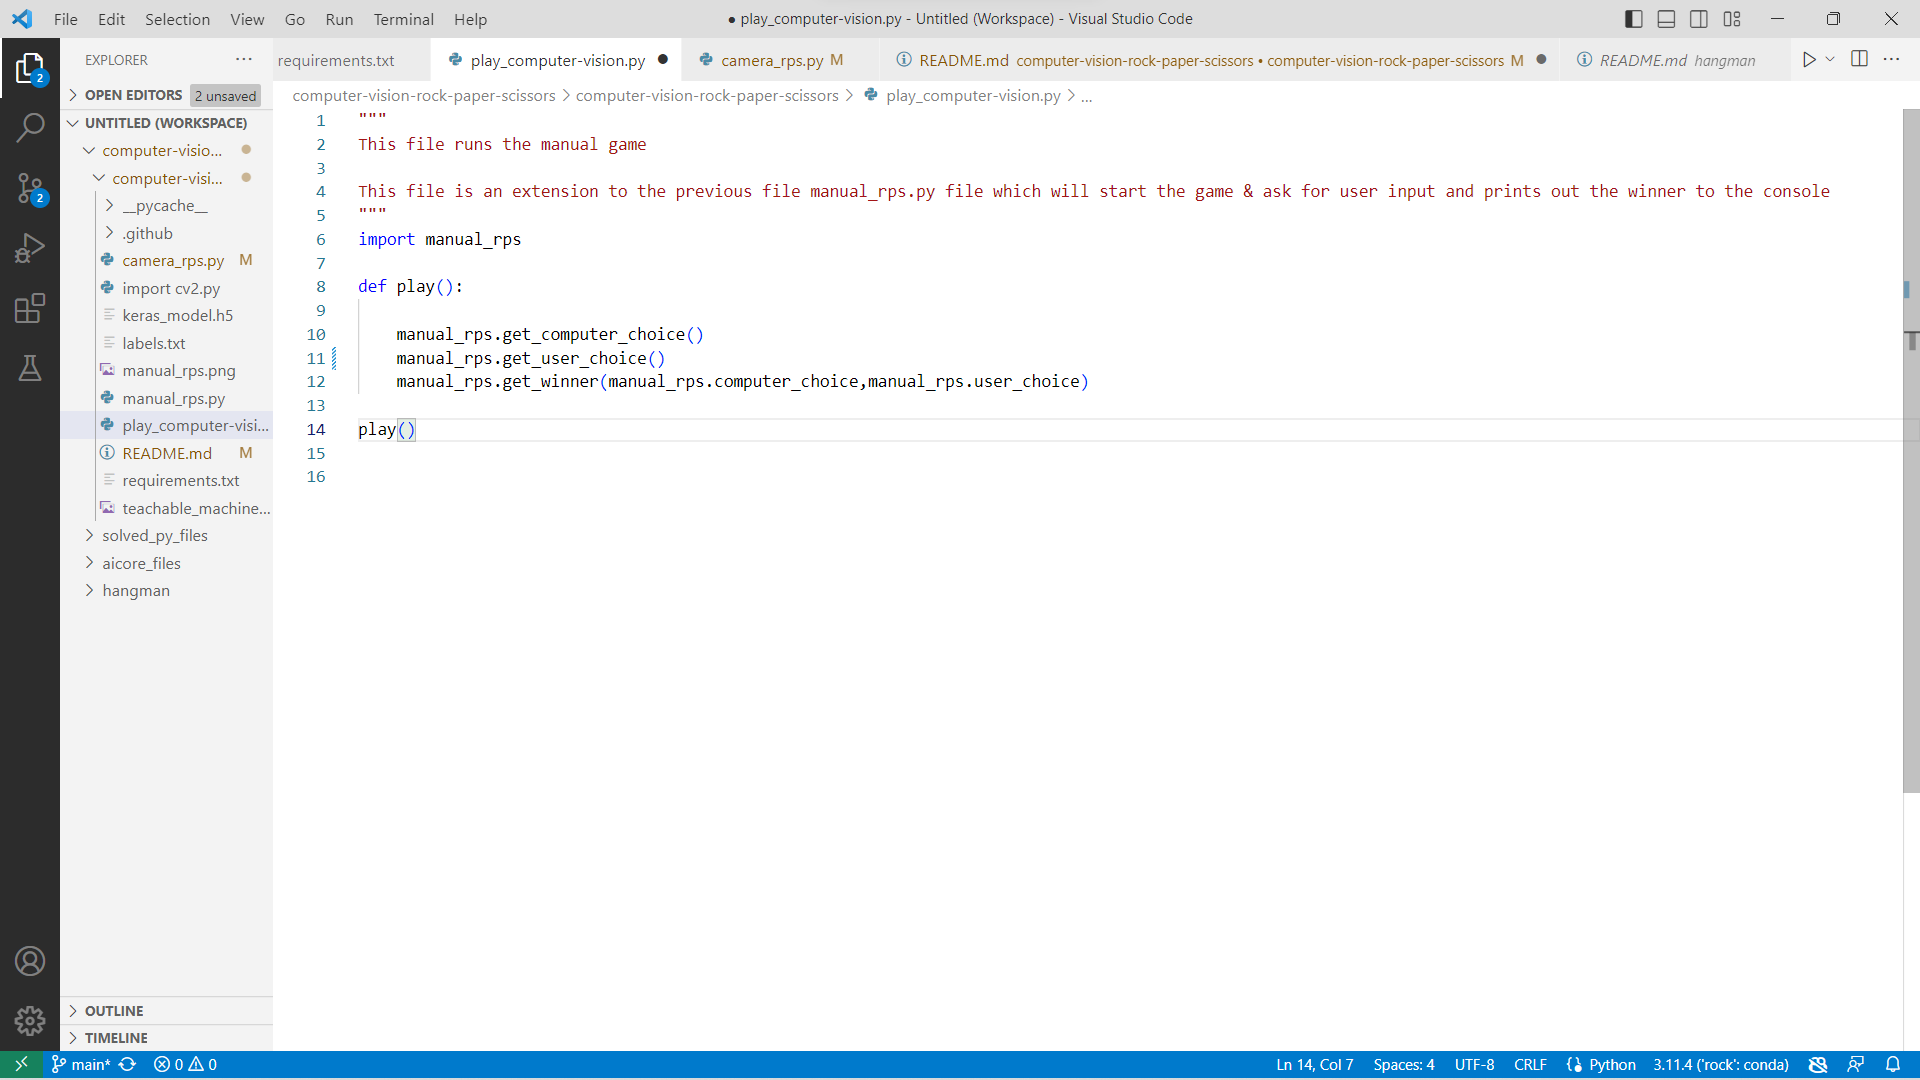 File Edit Selection View Go Run Terminal Help
● play_computer-vision.py - Untitled (Workspace) - Visual Studio Code
EXPLORER ...
requirements.txt
play_computer-vision.py ●
camera_rps.py M
README.md computer-vision-rock-paper-scissors • computer-vision-rock-paper-scissors M ●
README.md hangman
...
2
OPEN EDITORS 2 unsaved
UNTITLED (WORKSPACE)
computer-visio...
computer-visi...
__pycache__
.github
camera_rps.py M
import cv2.py
keras_model.h5
labels.txt
manual_rps.png
manual_rps.py
play_computer-visi...
README.md M
requirements.txt
teachable_machine...
solved_py_files
aicore_files
hangman
OUTLINE
TIMELINE
2
computer-vision-rock-paper-scissors > computer-vision-rock-paper-scissors > play_computer-vision.py > ...
1 """
2 This file runs the manual game
3
4 This file is an extension to the previous file manual_rps.py file which will start the game & ask for user input and prints out the winner to the console
5 """
6 import manual_rps
7
8 def play():
9
10 manual_rps.get_computer_choice()
11 manual_rps.get_user_choice()
12 manual_rps.get_winner(manual_rps.computer_choice,manual_rps.user_choice)
13
14 play()
15
16
main* 0 0
Ln 14, Col 7 Spaces: 4 UTF-8 CRLF {} Python 3.11.4 ('rock': conda)